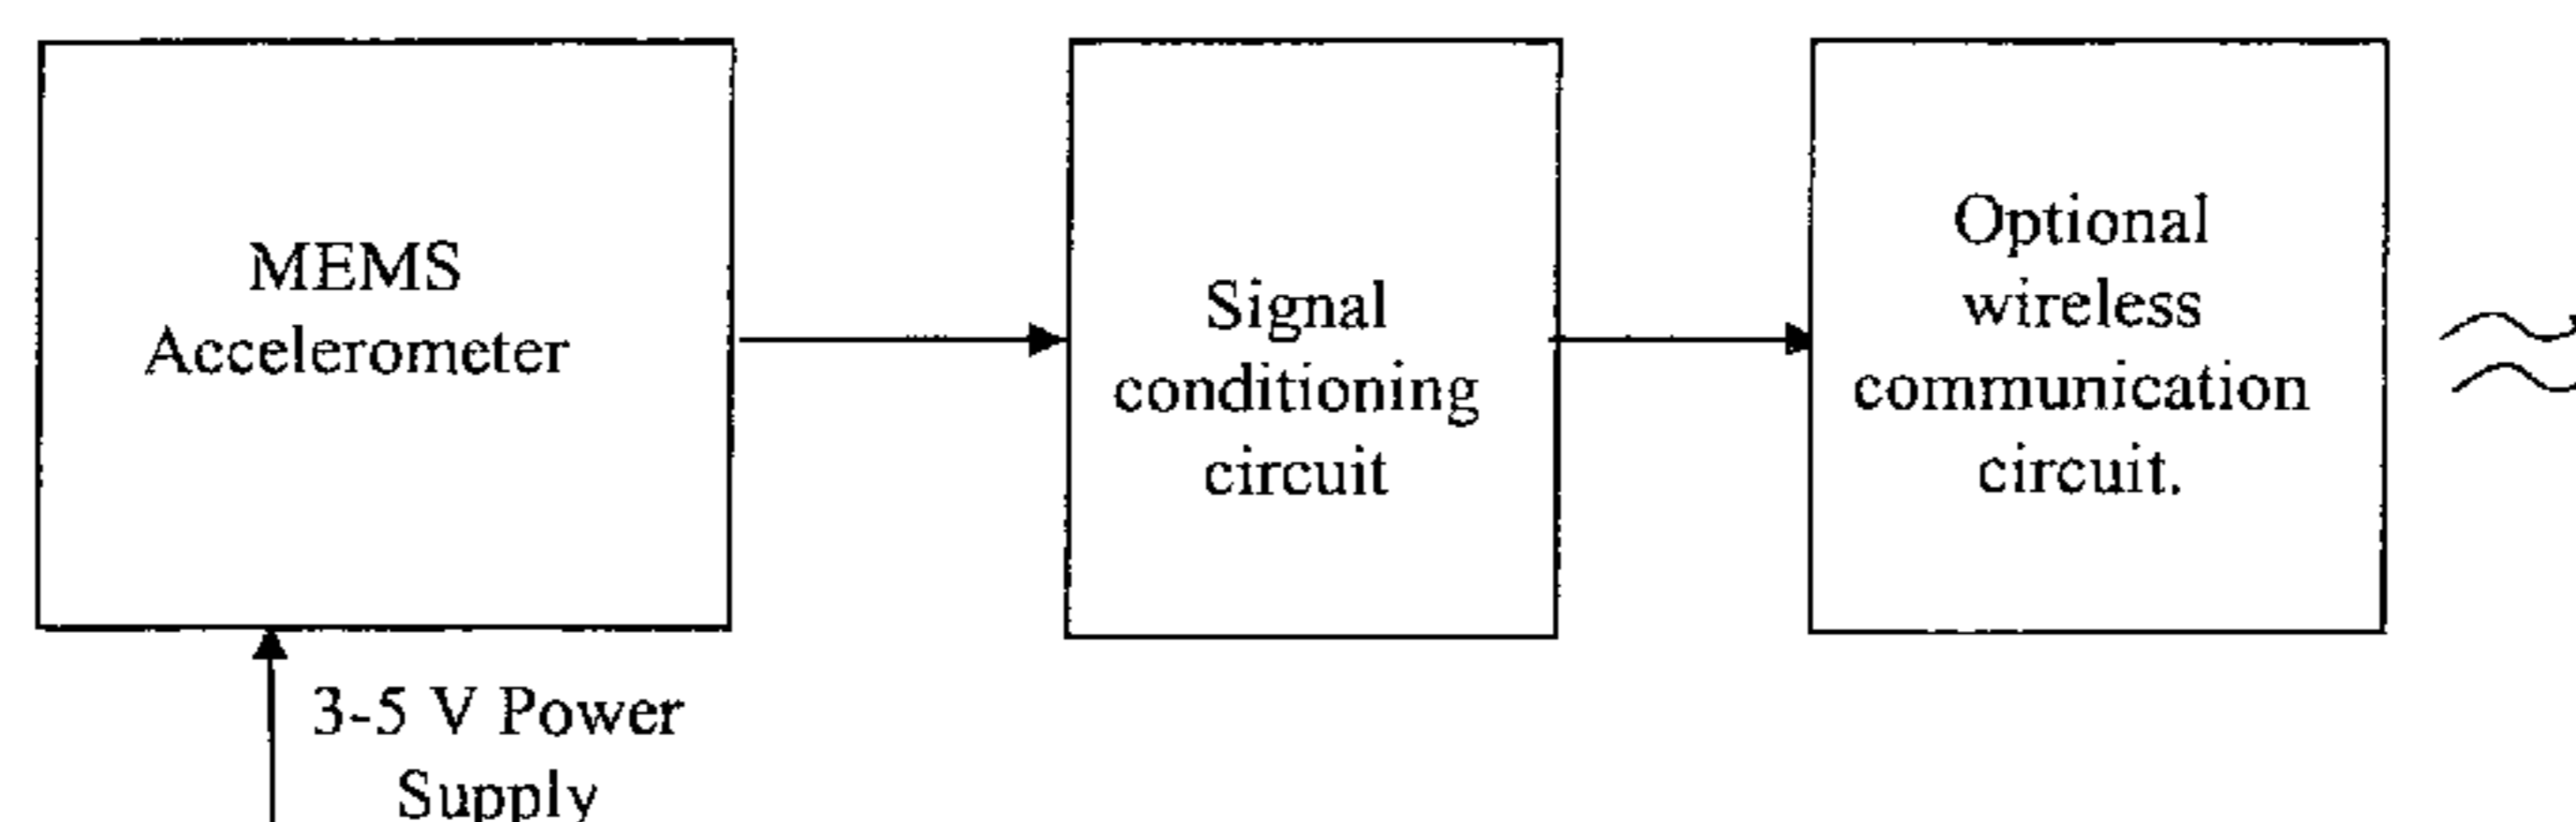 MEMS
Accelerometer
Signal
conditioning
circuit
Optional
wireless
communication
circuit.
3-5 V Power
Supply